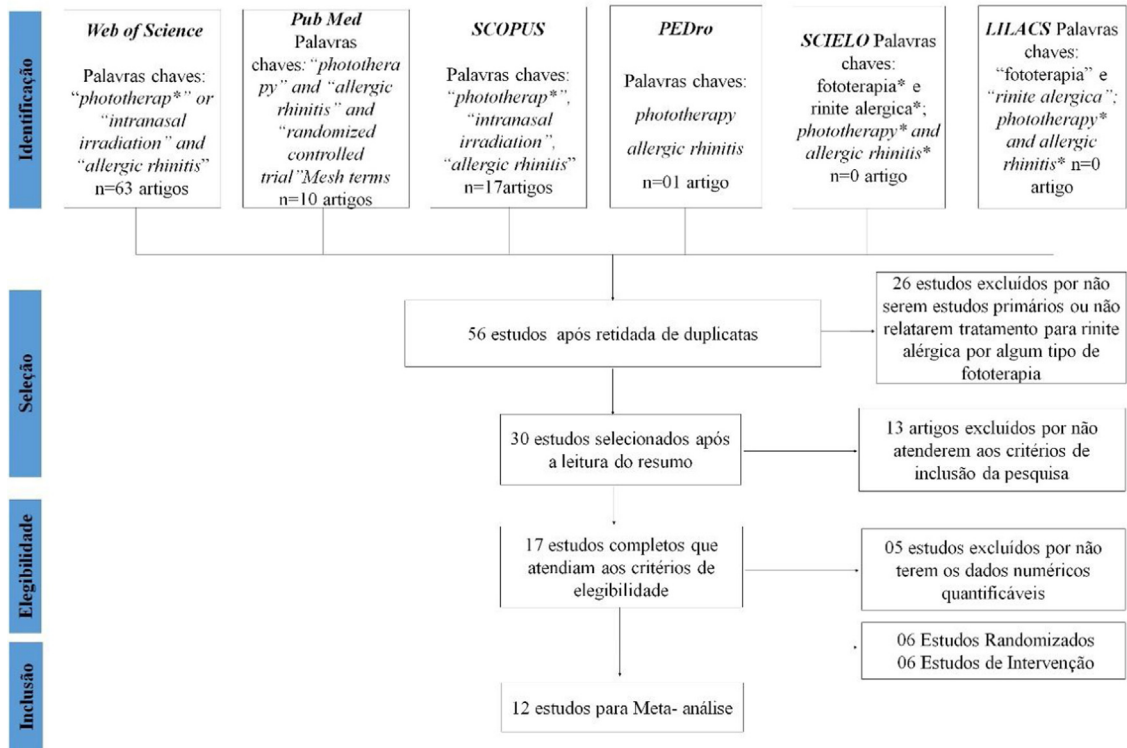 Identificação
Web of Science
Palavras chaves:
“phototherap*” or
“intranasal
irradiation” and
“allergic rhinitis”
n=63 artigos
Pub Med
Palavras
chaves:“photothera
py” and “allergic
rhinitis” and
“randomized
controlled
trial”Mesh terms
n=10 artigos
SCOPUS
Palavras chaves:
“phototherap*”,
“intranasal
irradiation”,
“allergic rhinitis”
n=17artigos
PEDro
Palavras chaves:
phototherapy
allergic rhinitis
n=01 artigo
SCIELO Palavras
chaves:
fototerapia* e
rinite alergica*;
phototherapy* and
allergic rhinitis*
n=0 artigo
LILACS Palavras
chaves:
“fototerapia” e
“rinite alergica”;
phototherapy*
and allergic
rhinitis* n=0
artigo
Seleção
56 estudos após retidada de duplicatas
26 estudos excluídos por não
serem estudos primários ou não
relatarem tratamento para rinite
alérgica por algum tipo de
fototerapia
30 estudos selecionados após
a leitura do resumo
13 artigos excluídos por não
atenderem aos critérios de
inclusão da pesquisa
Elegibilidade
17 estudos completos que
atendiam aos critérios de
elegibilidade
05 estudos excluídos por não
terem os dados numéricos
quantificáveis
Inclusão
06 Estudos Randomizados
06 Estudos de Intervenção
12 estudos para Meta- análise